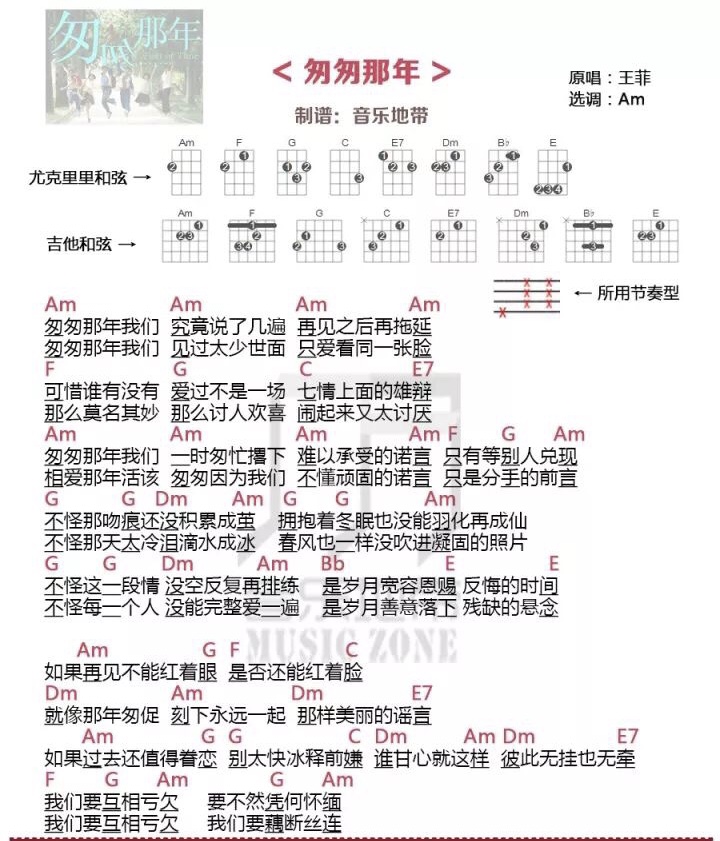 匆匆那年
< 匆匆那年 >
原唱：王菲
制谱：音乐地带
选调：Am
Am F G C E7 Dm B♭ E
尤克里里和弦 →
Am F G C E7 Dm B♭ E
吉他和弦 →
← 所用节奏型
Am Am Am Am
匆匆那年我们 究竟说了几遍 再见之后再拖延
匆匆那年我们 见过太少世面 只爱看同一张脸
F G C E7
可惜谁有没有 爱过不是一场 七情上面的雄辩
那么莫名其妙 那么讨人欢喜 闹起来又太讨厌
Am Am Am Am F G Am
匆匆那年我们 一时匆忙撂下 难以承受的诺言 只有等别人兑现
相爱那年活该 匆匆因为我们 不懂顽固的诺言 只是分手的前言
G G Dm Am G G Am
不怪那吻痕还没积累成茧 拥抱着冬眠也没能羽化再成仙
不怪那天太冷泪滴水成冰 春风也一样没吹进凝固的照片
G G Dm Am Bb E E
不怪这一段情 没空反复再排练 是岁月宽容恩赐 反悔的时间
不怪每一个人 没能完整爱一遍 是岁月善意落下 残缺的悬念
MUSIC ZONE
Am G F C
如果再见不能红着眼 是否还能红着脸
Dm Am Dm E7
就像那年匆促 刻下永远一起 那样美丽的谣言
Am G G C Dm Am Dm E7
如果过去还值得眷恋 别太快冰释前嫌 谁甘心就这样 彼此无挂也无牵
F G Am G Am
我们要互相亏欠 要不然凭何怀缅
我们要互相亏欠 我们要藕断丝连